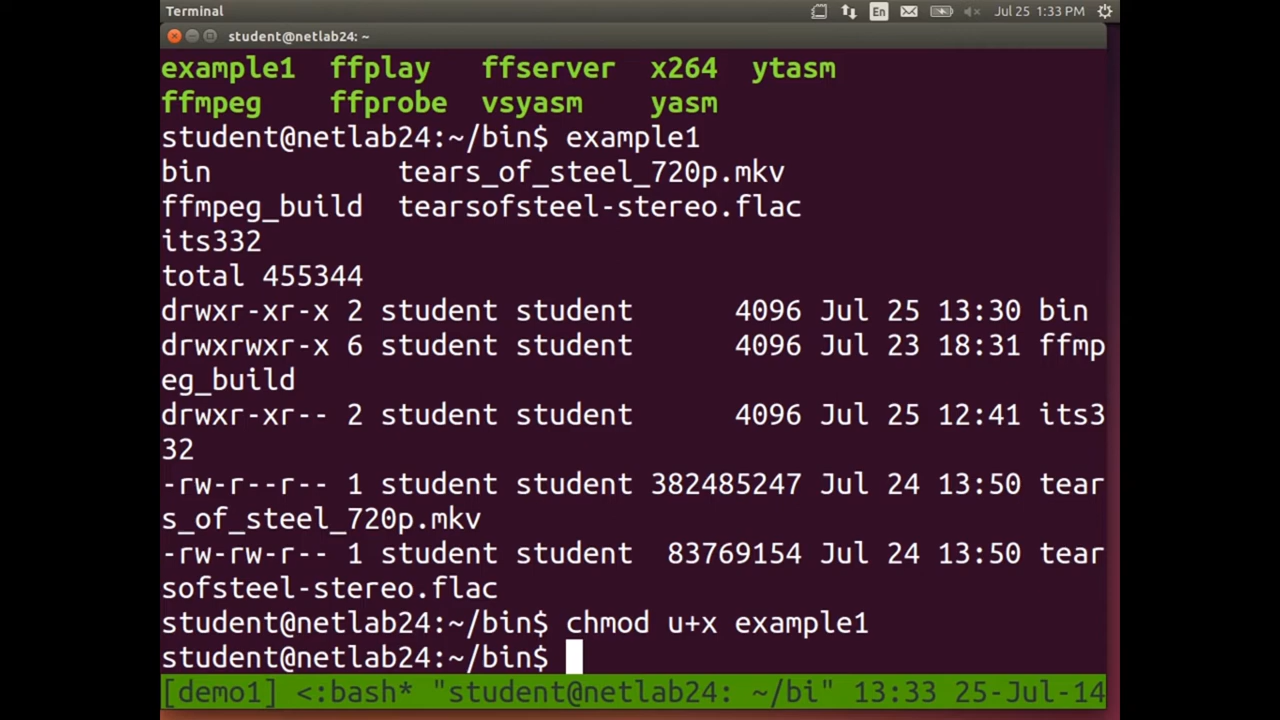 Terminal En Jul 25 1:33 PM
student@netlab24: ~
example1 ffplay ffserver x264 ytasm
ffmpeg ffprobe vsyasm yasm
student@netlab24:~/bin$ example1
bin tears_of_steel_720p.mkv
ffmpeg_build tearsofsteel-stereo.flac
its332
total 455344
drwxr-xr-x 2 student student 4096 Jul 25 13:30 bin
drwxrwxr-x 6 student student 4096 Jul 23 18:31 ffmp
eg_build
drwxr-xr-- 2 student student 4096 Jul 25 12:41 its3
32
-rw-r--r-- 1 student student 382485247 Jul 24 13:50 tear
s_of_steel_720p.mkv
-rw-rw-r-- 1 student student 83769154 Jul 24 13:50 tear
sofsteel-stereo.flac
student@netlab24:~/bin$ chmod u+x example1
student@netlab24:~/bin$
[demo1] <:bash* "student@netlab24: ~/bi" 13:33 25-Jul-14